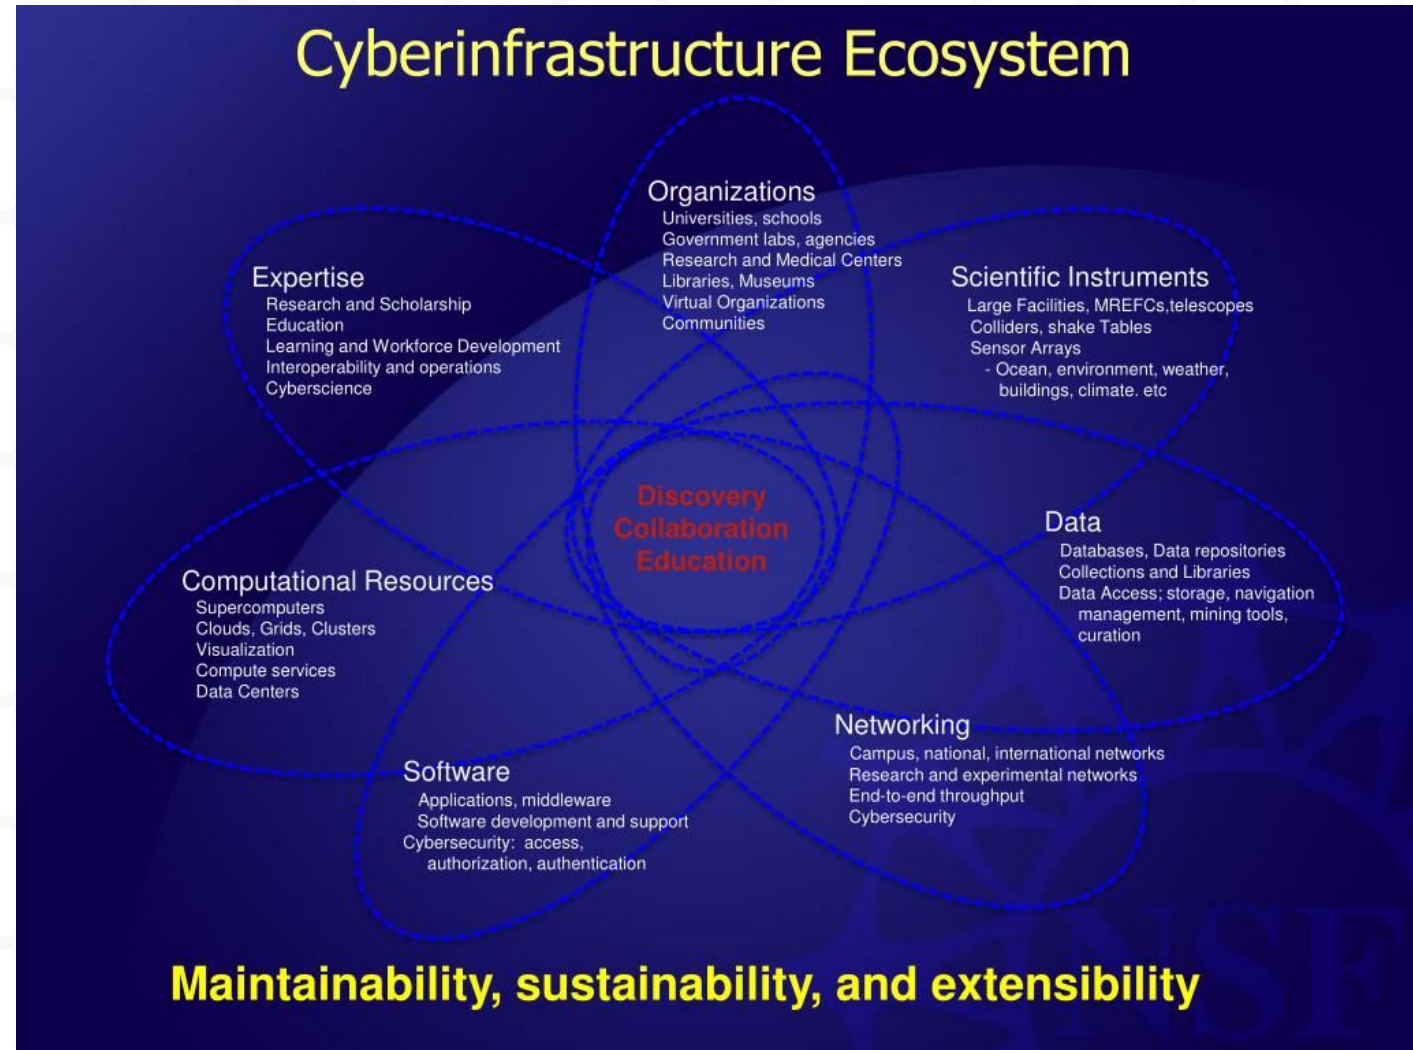 Cyberinfrastructure Ecosystem
Organizations
Universities, schools
Government labs, agencies
Research and Medical Centers
Libraries, Museums
Virtual Organizations
Communities
Expertise
Research and Scholarship
Education
Learning and Workforce Development
Interoperability and operations
Cyberscience
Scientific Instruments
Large Facilities, MREFCs,telescopes
Colliders, shake Tables
Sensor Arrays
- Ocean, environment, weather,
buildings, climate. etc
Discovery
Collaboration
Education
Data
Databases, Data repositories
Collections and Libraries
Data Access; storage, navigation
management, mining tools,
curation
Computational Resources
Supercomputers
Clouds, Grids, Clusters
Visualization
Compute services
Data Centers
Networking
Campus, national, international networks
Research and experimental networks
End-to-end throughput
Cybersecurity
Software
Applications, middleware
Software development and support
Cybersecurity: access,
authorization, authentication
Maintainability, sustainability, and extensibility
NSF